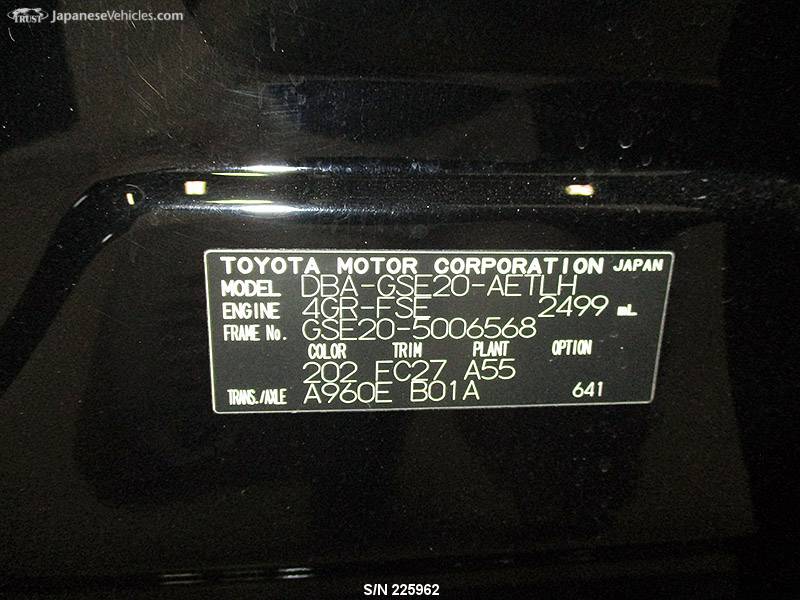 TRUST JapaneseVehicles.com
TOYOTA MOTOR CORPORATION JAPAN
MODEL DBA-GSE20-AETLH
ENGINE 4GR-FSE 2499 mL
FRAME No. GSE20-5006568
COLOR TRIM PLANT OPTION
202 FC27 A55
TRANS./AXLE A960E B01A 641
S/N 225962